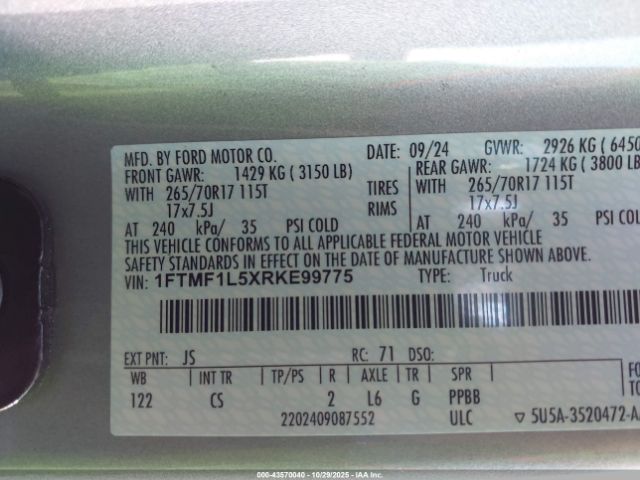 MFD. BY FORD MOTOR CO. DATE: 09/24 GVWR: 2926 KG ( 6450
FRONT GAWR: 1429 KG ( 3150 LB) REAR GAWR: 1724 KG ( 3800 LB
WITH 265/70R17 115T TIRES WITH 265/70R17 115T
17x7.5J RIMS 17x7.5J
AT 240 kPa/ 35 PSI COLD AT 240 kPa/ 35 PSI COL
THIS VEHICLE CONFORMS TO ALL APPLICABLE FEDERAL MOTOR VEHICLE
SAFETY STANDARDS IN EFFECT ON THE DATE OF MANUFACTURE SHOWN ABOVE.
VIN: 1FTMF1L5XRKE99775 TYPE: Truck
EXT PNT: JS RC: 71 DSO:
WB INT TR TP/PS R AXLE TR SPR
122 CS 2 L6 G PPBB
2202409087552 ULC ▽ 5U5A-3520472-A
000-43570040 | 10/29/2025 | IAA Inc.